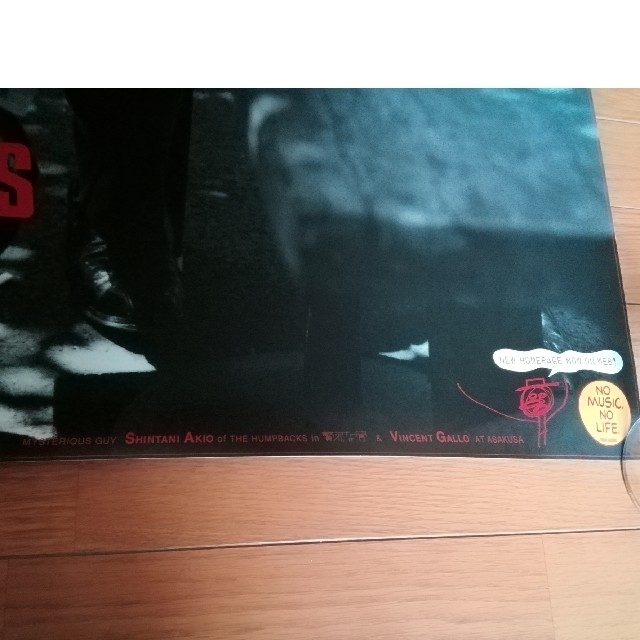 S
NEW HOMEPAGE NOW ON WEB!
NO
MUSIC.
NO
LIFE
MYSTERIOUS GUY SHINTANI AKIO of THE HUMPBACKS in & VINCENT GALLO AT ASAKUSA